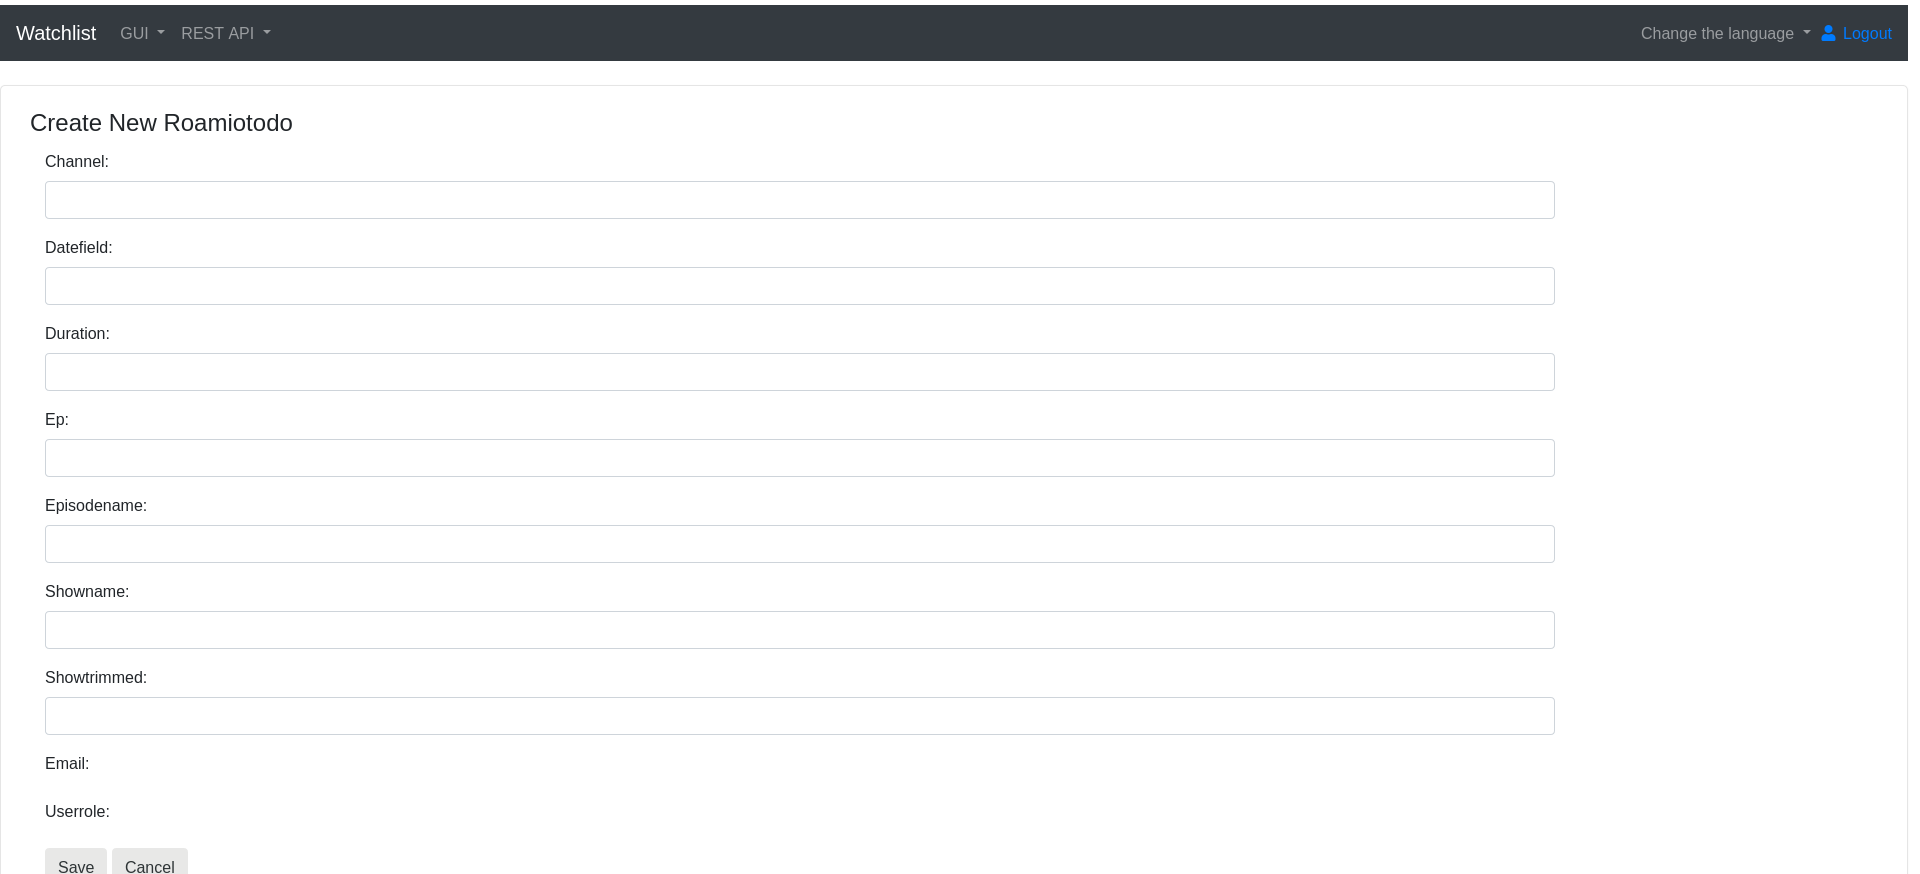 Watchlist GUI REST API Change the language Logout
Create New Roamiotodo
Channel:
Datefield:
Duration:
Ep:
Episodename:
Showname:
Showtrimmed:
Email:
Userrole:
Save Cancel